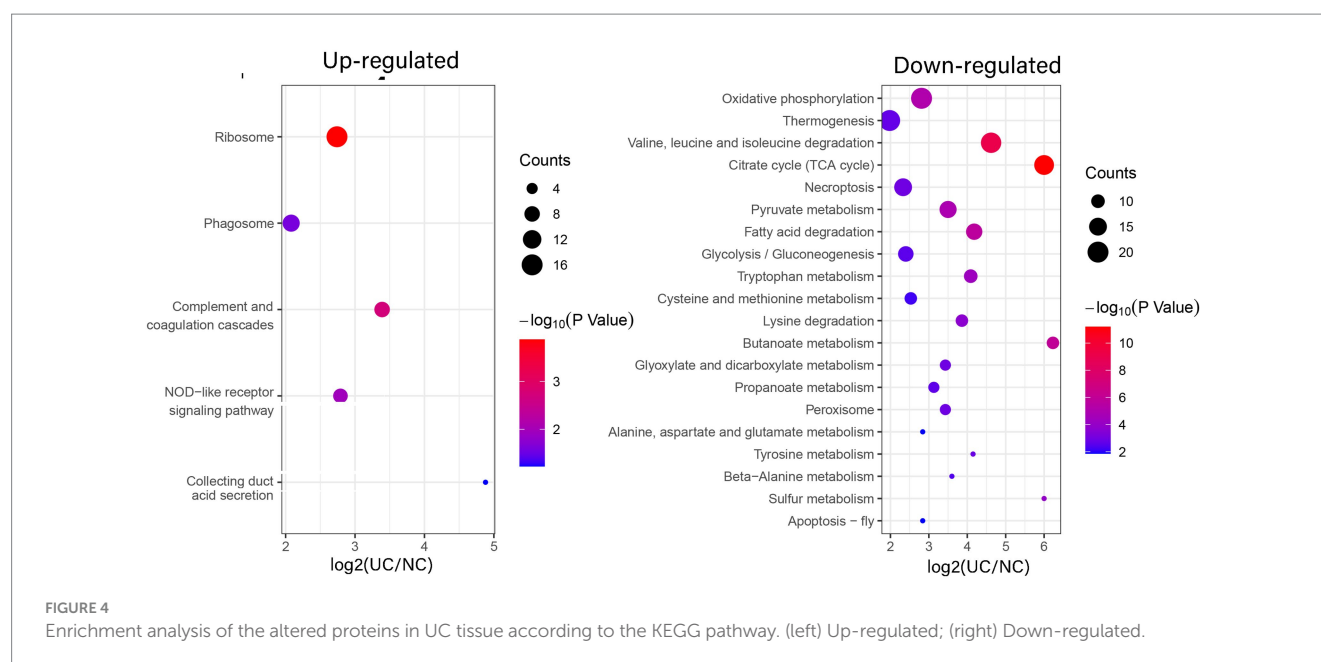 Up-regulated
Ribosome
Phagosome
Complement and
coagulation cascades
NOD−like receptor
signaling pathway
Collecting duct
acid secretion
2
3
4
5
log2(UC/NC)
Counts
4
8
12
16
−log10(P Value)
3
2
Down-regulated
Oxidative phosphorylation
Thermogenesis
Valine, leucine and isoleucine degradation
Citrate cycle (TCA cycle)
Necroptosis
Pyruvate metabolism
Fatty acid degradation
Glycolysis / Gluconeogenesis
Tryptophan metabolism
Cysteine and methionine metabolism
Lysine degradation
Butanoate metabolism
Glyoxylate and dicarboxylate metabolism
Propanoate metabolism
Peroxisome
Alanine, aspartate and glutamate metabolism
Tyrosine metabolism
Beta−Alanine metabolism
Sulfur metabolism
Apoptosis − fly
2
3
4
5
6
log2(UC/NC)
Counts
10
15
20
−log10(P Value)
10
8
6
4
2
FIGURE 4
Enrichment analysis of the altered proteins in UC tissue according to the KEGG pathway. (left) Up-regulated; (right) Down-regulated.